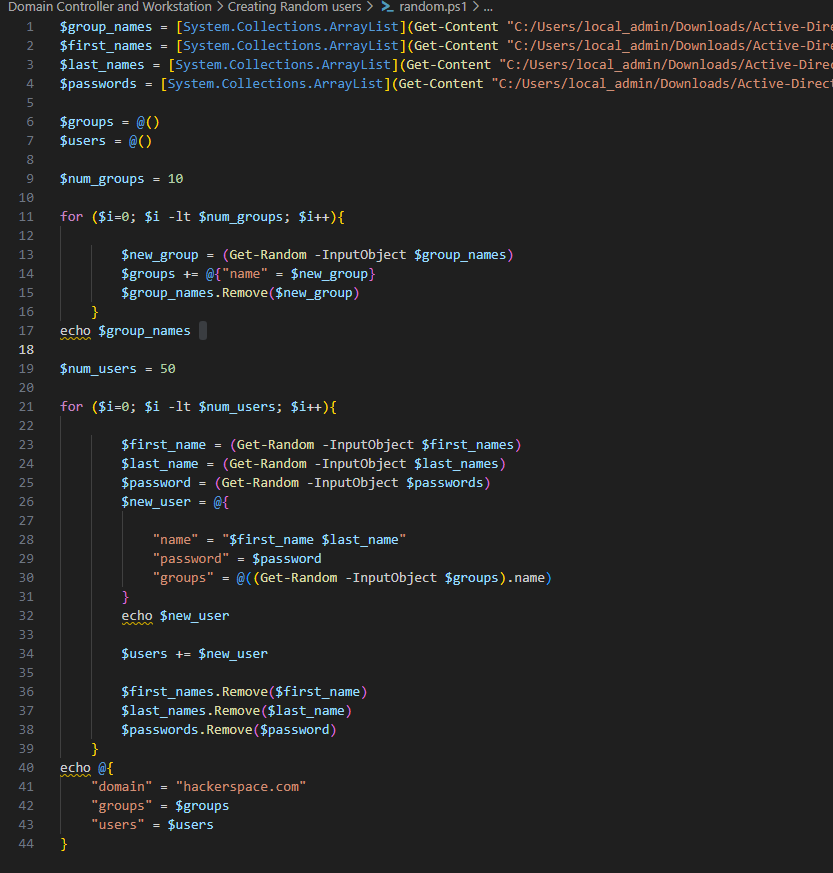 Domain Controller and Workstation > Creating Random users > random.ps1 > ...
1 $group_names = [System.Collections.ArrayList](Get-Content "C:/Users/local_admin/Downloads/Active-Dire
2 $first_names = [System.Collections.ArrayList](Get-Content "C:/Users/local_admin/Downloads/Active-Dire
3 $last_names = [System.Collections.ArrayList](Get-Content "C:/Users/local_admin/Downloads/Active-Direc
4 $passwords = [System.Collections.ArrayList](Get-Content "C:/Users/local_admin/Downloads/Active-Direct
5
6 $groups = @()
7 $users = @()
8
9 $num_groups = 10
10
11 for ($i=0; $i -lt $num_groups; $i++){
12
13 $new_group = (Get-Random -InputObject $group_names)
14 $groups += @{"name" = $new_group}
15 $group_names.Remove($new_group)
16 }
17 echo $group_names
18
19 $num_users = 50
20
21 for ($i=0; $i -lt $num_users; $i++){
22
23 $first_name = (Get-Random -InputObject $first_names)
24 $last_name = (Get-Random -InputObject $last_names)
25 $password = (Get-Random -InputObject $passwords)
26 $new_user = @{
27
28 "name" = "$first_name $last_name"
29 "password" = $password
30 "groups" = @((Get-Random -InputObject $groups).name)
31 }
32 echo $new_user
33
34 $users += $new_user
35
36 $first_names.Remove($first_name)
37 $last_names.Remove($last_name)
38 $passwords.Remove($password)
39 }
40 echo @{
41 "domain" = "hackerspace.com"
42 "groups" = $groups
43 "users" = $users
44 }